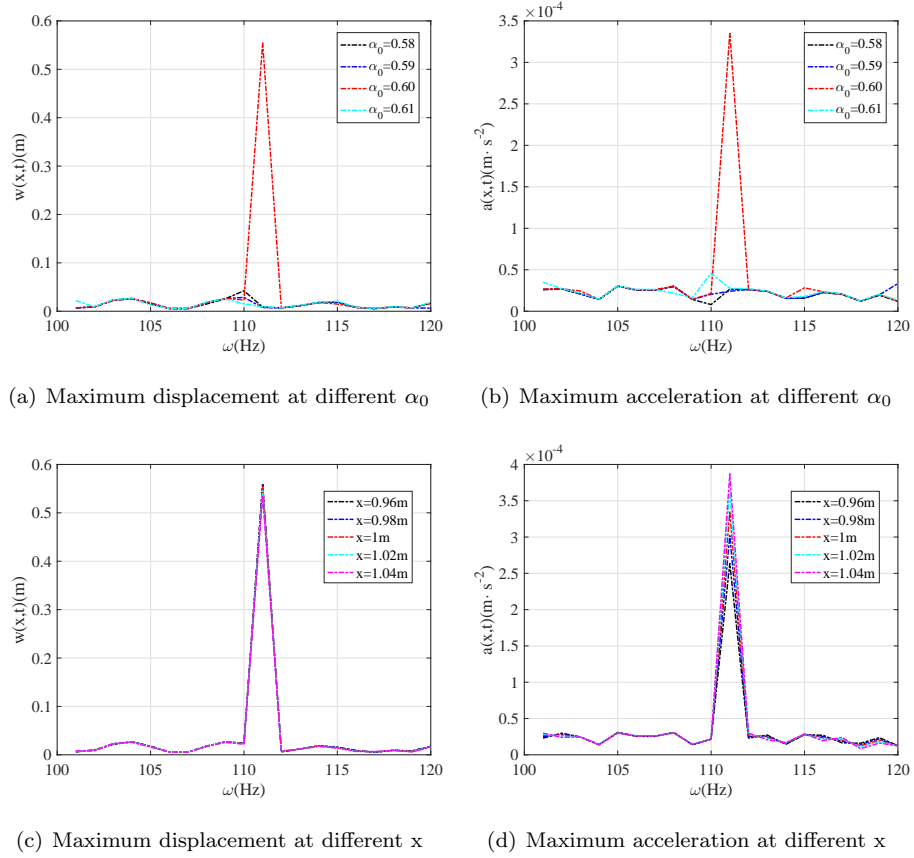 0.6
0.5
0.4
0.3
0.2
0.1
0
w(x,t)(m)
100 105 110 115 120
ω(Hz)
α0=0.58
α0=0.59
α0=0.60
α0=0.61
(a) Maximum displacement at different α0
×10-4
3.5
3
2.5
2
1.5
1
0.5
0
a(x,t)(m· s-2)
100 105 110 115 120
ω(Hz)
α0=0.58
α0=0.59
α0=0.60
α0=0.61
(b) Maximum acceleration at different α0
0.6
0.5
0.4
0.3
0.2
0.1
0
w(x,t)(m)
100 105 110 115 120
ω(Hz)
x=0.96m
x=0.98m
x=1m
x=1.02m
x=1.04m
(c) Maximum displacement at different x
×10-4
4
3.5
3
2.5
2
1.5
1
0.5
0
a(x,t)(m· s-2)
100 105 110 115 120
ω(Hz)
x=0.96m
x=0.98m
x=1m
x=1.02m
x=1.04m
(d) Maximum acceleration at different x